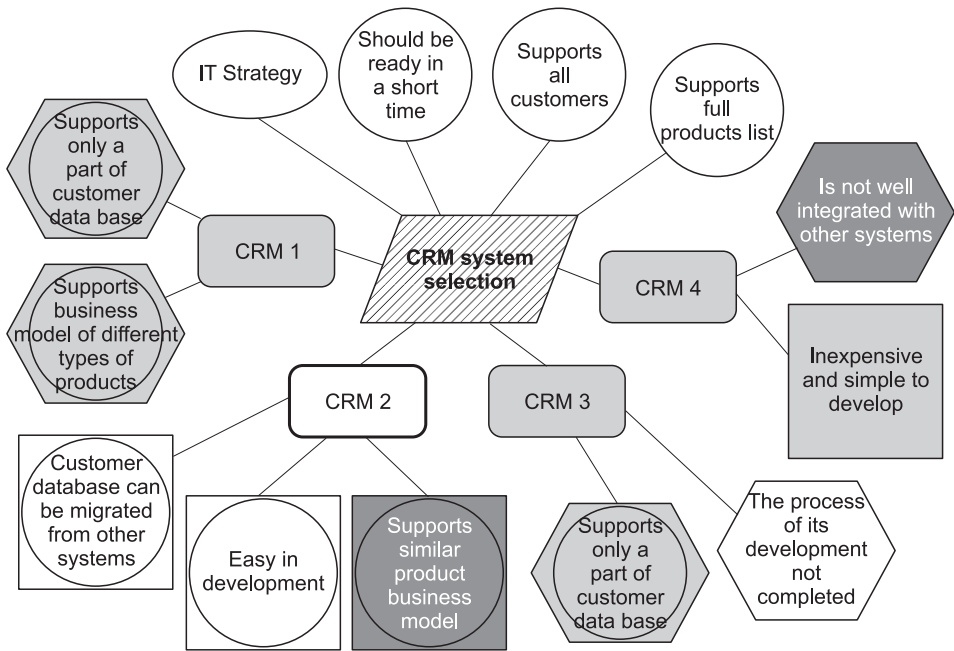 IT Strategy
Should be
ready in
a short
time
Supports
all
customers
Supports
full
products list
Supports
only a
part of
customer
data base
Is not well
integrated with
other systems
CRM 1
CRM system
selection
CRM 4
Supports
business
model of different
types of
products
Inexpensive
and simple to
develop
CRM 2
CRM 3
Customer
database can
be migrated
from other
systems
Easy in
development
Supports
similar
product
business
model
Supports
only a
part of
customer
data base
The process
of its
development
not
completed